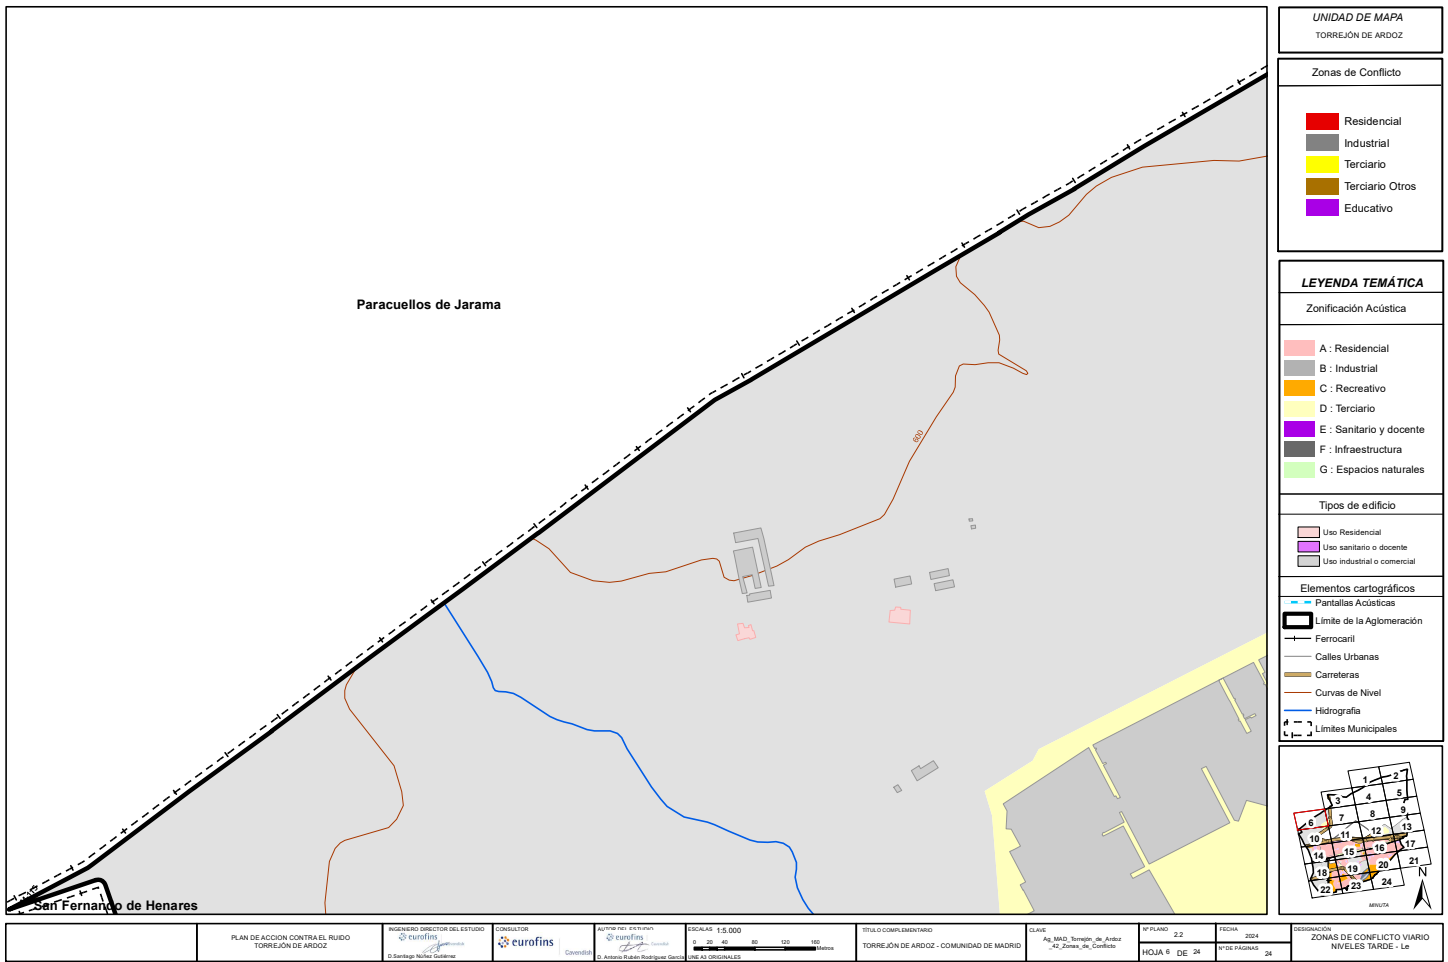 UNIDAD DE MAPA
TORREJÓN DE ARDOZ
Zonas de Conflicto
Residencial
Industrial
Terciario
Terciario Otros
Educativo
LEYENDA TEMÁTICA
Zonificación Acústica
A : Residencial
B : Industrial
C : Recreativo
D : Terciario
E : Sanitario y docente
F : Infraestructura
G : Espacios naturales
Tipos de edificio
Uso Residencial
Uso sanitario o docente
Uso industrial o comercial
Elementos cartográficos
Pantallas Acústicas
Límite de la Aglomeración
Ferrocaril
Calles Urbanas
Carreteras
Curvas de Nivel
Hidrografia
Límites Municipales
Paracuellos de Jarama
600
San Fernando de Henares
1 2
3 4 5
6 7 8 9
10 11 12 13
14 15 16 17
18 19 20 21
22 23 24
N
MINUTA
PLAN DE ACCION CONTRA EL RUIDO
TORREJÓN DE ARDOZ
INGENIERO DIRECTOR DEL ESTUDIO
eurofins
D.Santiago Núñez Gutiérrez
CONSULTOR
eurofins
Cavendish
AUTOR DEL ESTUDIO
eurofins
D. Antonio Rubén Rodríguez García
ESCALAS 1:5.000
0 20 40 80 120 160
Metros
UNE A3 ORIGINALES
TÍTULO COMPLEMENTARIO
TORREJÓN DE ARDOZ - COMUNIDAD DE MADRID
CLAVE
Ag_MAD_Torrejón_de_Ardoz
_42_Zonas_de_Conflicto
Nº PLANO
2.2
HOJA 6 DE 24
FECHA
2024
Nº DE PÁGINAS
24
DESIGNACIÓN
ZONAS DE CONFLICTO VIARIO
NIVELES TARDE - Le